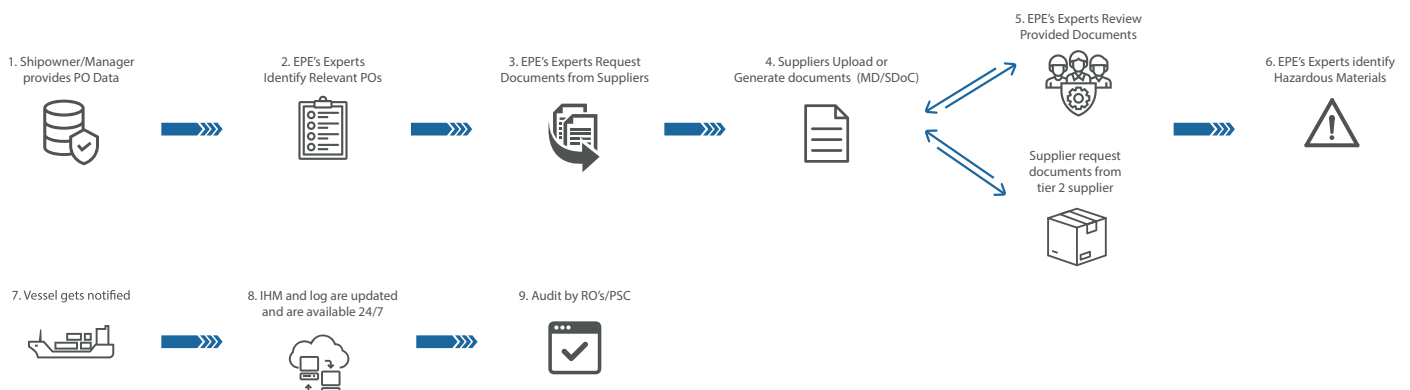 1. Shipowner/Manager
provides PO Data
2. EPE's Experts
Identify Relevant POs
3. EPE's Experts Request
Documents from Suppliers
4. Suppliers Upload or
Generate documents (MD/SDoC)
5. EPE's Experts Review
Provided Documents
Supplier request
documents from
tier 2 supplier
6. EPE's Experts identify
Hazardous Materials
7. Vessel gets notified
8. IHM and log are updated
and are available 24/7
9. Audit by RO's/PSC